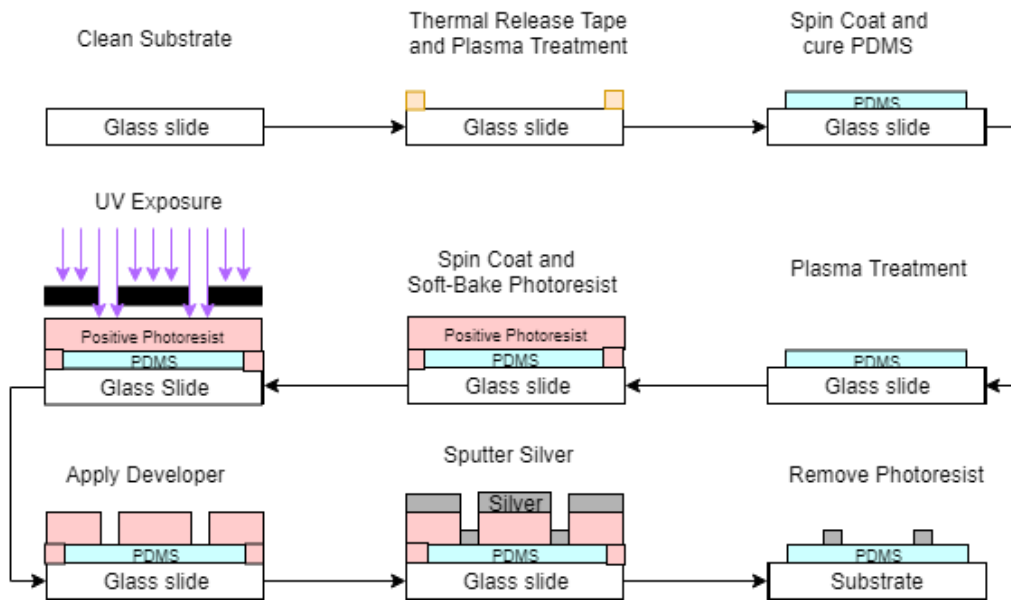 Clean Substrate
Thermal Release Tape
and Plasma Treatment
Spin Coat and
cure PDMS
Glass slide
Glass slide
PDMS
Glass slide
UV Exposure
Spin Coat and
Soft-Bake Photoresist
Plasma Treatment
Positive Photoresist
PDMS
Glass Slide
Positive Photoresist
PDMS
Glass slide
PDMS
Glass slide
Apply Developer
Sputter Silver
Remove Photoresist
PDMS
Glass slide
Silver
PDMS
Glass slide
PDMS
Substrate